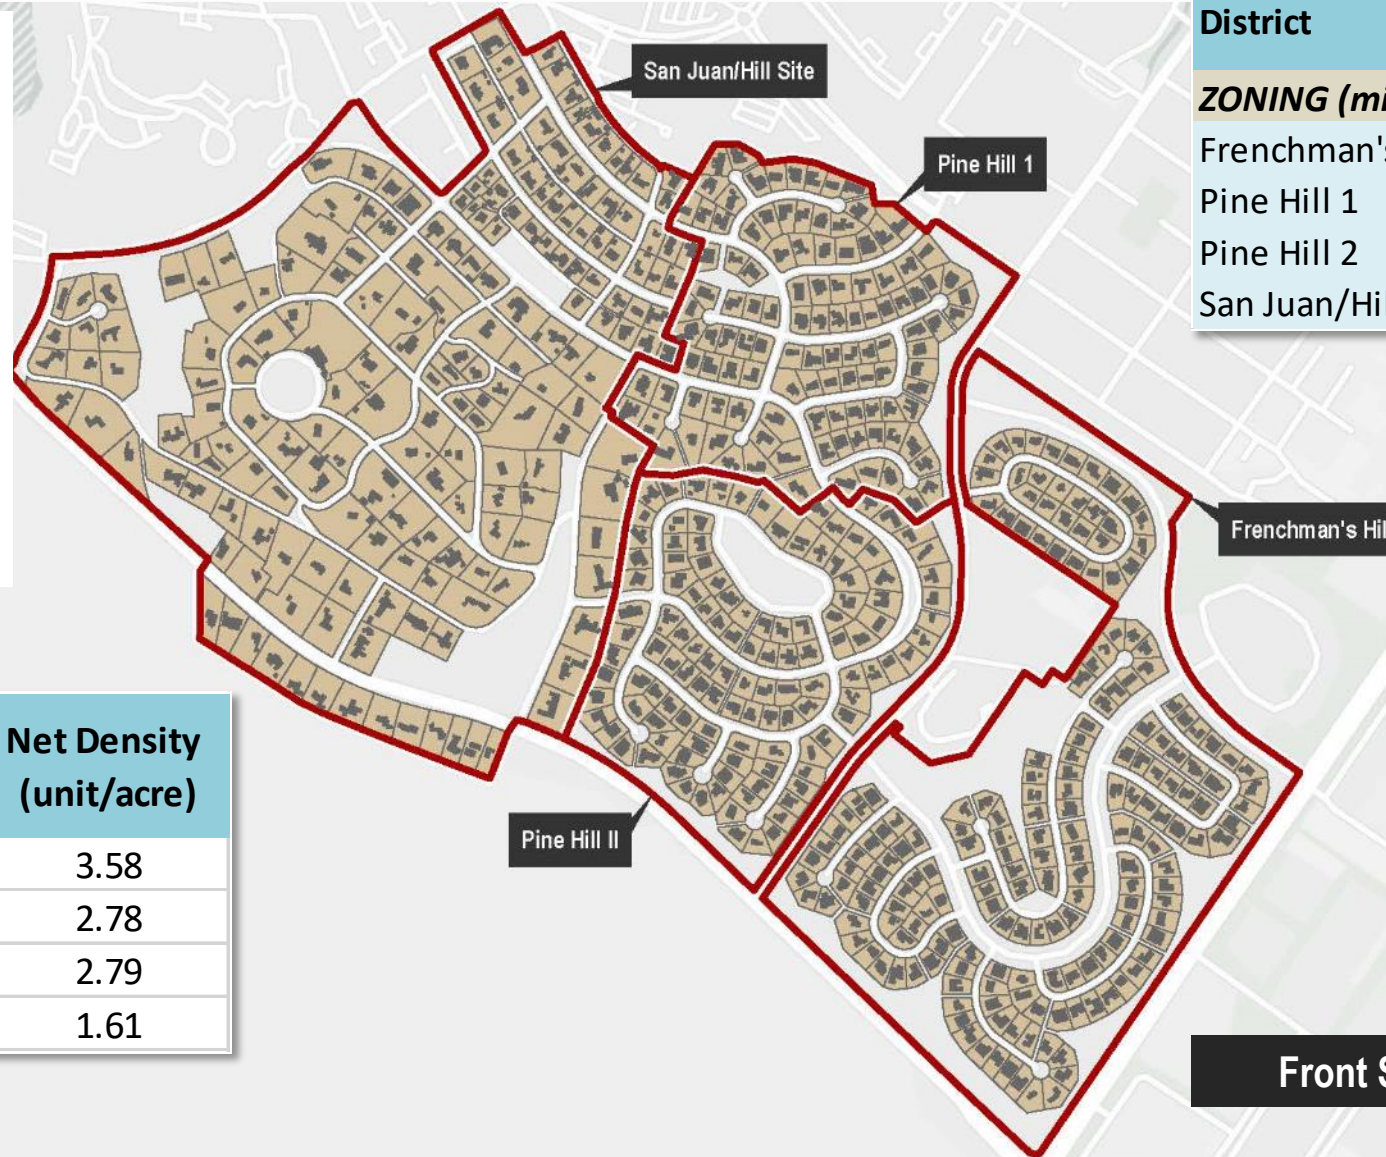 District
ZONING (mi
Frenchman's
Pine Hill 1
Pine Hill 2
San Juan/Hi
San Juan/Hill Site
Pine Hill 1
Frenchman's Hil
Pine Hill II
Net Density
(unit/acre)
3.58
2.78
2.79
1.61
Front S